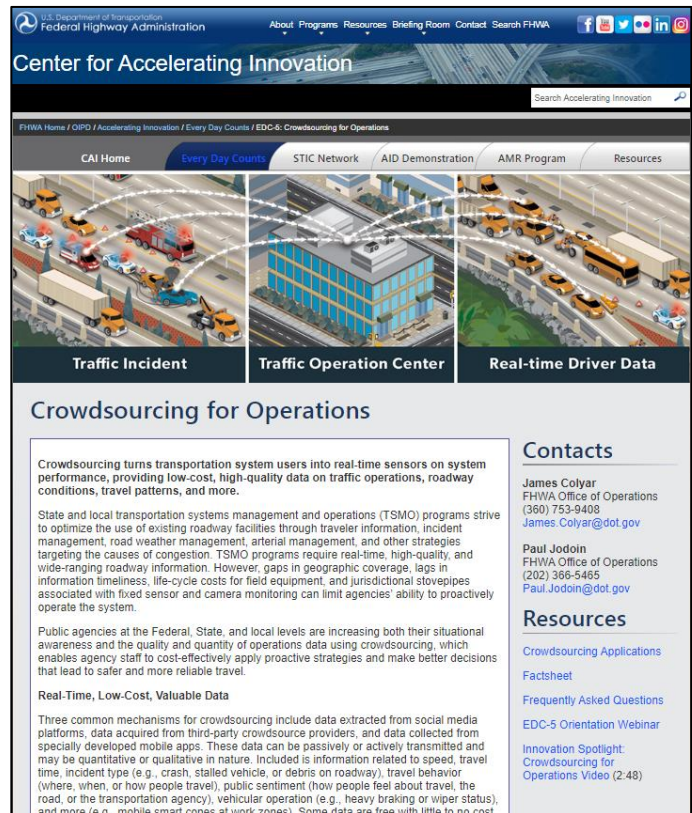 U.S. Department of Transportation
Federal Highway Administration
About Programs Resources Briefing Room Contact Search FHWA
Center for Accelerating Innovation
Search Accelerating Innovation
FHWA Home / OIPD / Accelerating Innovation / Every Day Counts / EDC-5: Crowdsourcing for Operations
CAI Home Every Day Counts STIC Network AID Demonstration AMR Program Resources
Traffic Incident
Traffic Operation Center
Real-time Driver Data
Crowdsourcing for Operations
Crowdsourcing turns transportation system users into real-time sensors on system
performance, providing low-cost, high-quality data on traffic operations, roadway
conditions, travel patterns, and more.
State and local transportation systems management and operations (TSMO) programs strive
to optimize the use of existing roadway facilities through traveler information, incident
management, road weather management, arterial management, and other strategies
targeting the causes of congestion. TSMO programs require real-time, high-quality, and
wide-ranging roadway information. However, gaps in geographic coverage, lags in
information timeliness, life-cycle costs for field equipment, and jurisdictional stovepipes
associated with fixed sensor and camera monitoring can limit agencies' ability to proactively
operate the system.
Public agencies at the Federal, State, and local levels are increasing both their situational
awareness and the quality and quantity of operations data using crowdsourcing, which
enables agency staff to cost-effectively apply proactive strategies and make better decisions
that lead to safer and more reliable travel.
Real-Time, Low-Cost, Valuable Data
Three common mechanisms for crowdsourcing include data extracted from social media
platforms, data acquired from third-party crowdsource providers, and data collected from
specially developed mobile apps. These data can be passively or actively transmitted and
may be quantitative or qualitative in nature. Included is information related to speed, travel
time, incident type (e.g., crash, stalled vehicle, or debris on roadway), travel behavior
(where, when, or how people travel), public sentiment (how people feel about travel, the
road, or the transportation agency), vehicular operation (e.g., heavy braking or wiper status),
and more (e.g., mobile smart cones at work zones). Some data are free with little to no cost
Contacts
James Colyar
FHWA Office of Operations
(360) 753-9408
James.Colyar@dot.gov
Paul Jodoin
FHWA Office of Operations
(202) 366-5465
Paul.Jodoin@dot.gov
Resources
Crowdsourcing Applications
Factsheet
Frequently Asked Questions
EDC-5 Orientation Webinar
Innovation Spotlight:
Crowdsourcing for
Operations Video (2:48)